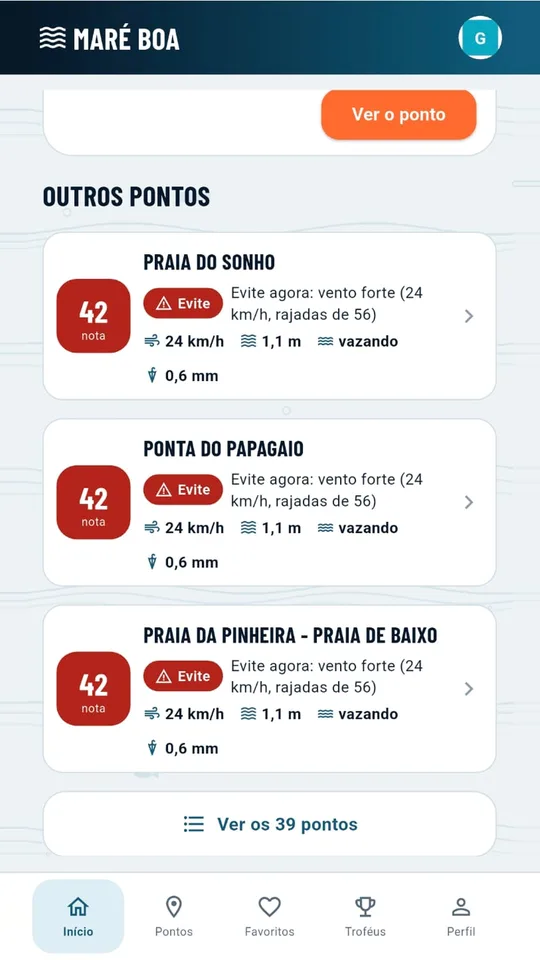 MARÉ BOA
G
Ver o ponto
OUTROS PONTOS
PRAIA DO SONHO
42
nota
Evite
Evite agora: vento forte (24
km/h, rajadas de 56)
24 km/h
1,1 m
vazando
0,6 mm
PONTA DO PAPAGAIO
42
nota
Evite
Evite agora: vento forte (24
km/h, rajadas de 56)
24 km/h
1,1 m
vazando
0,6 mm
PRAIA DA PINHEIRA - PRAIA DE BAIXO
42
nota
Evite
Evite agora: vento forte (24
km/h, rajadas de 56)
24 km/h
1,1 m
vazando
0,6 mm
Ver os 39 pontos
Início
Pontos
Favoritos
Troféus
Perfil